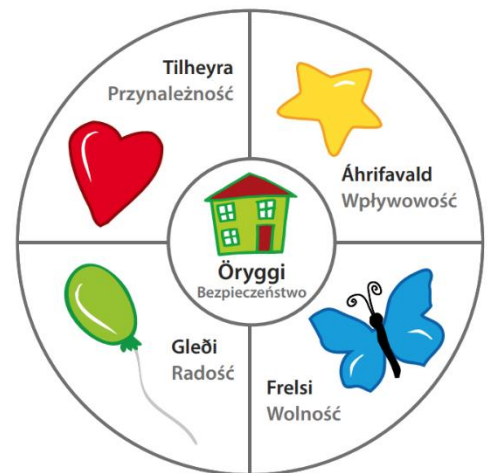 Tilheyra
Przynależność
Áhrifavald
Wpływowość
Öryggi
Bezpieczeństwo
Gleði
Radość
Frelsi
Wolność